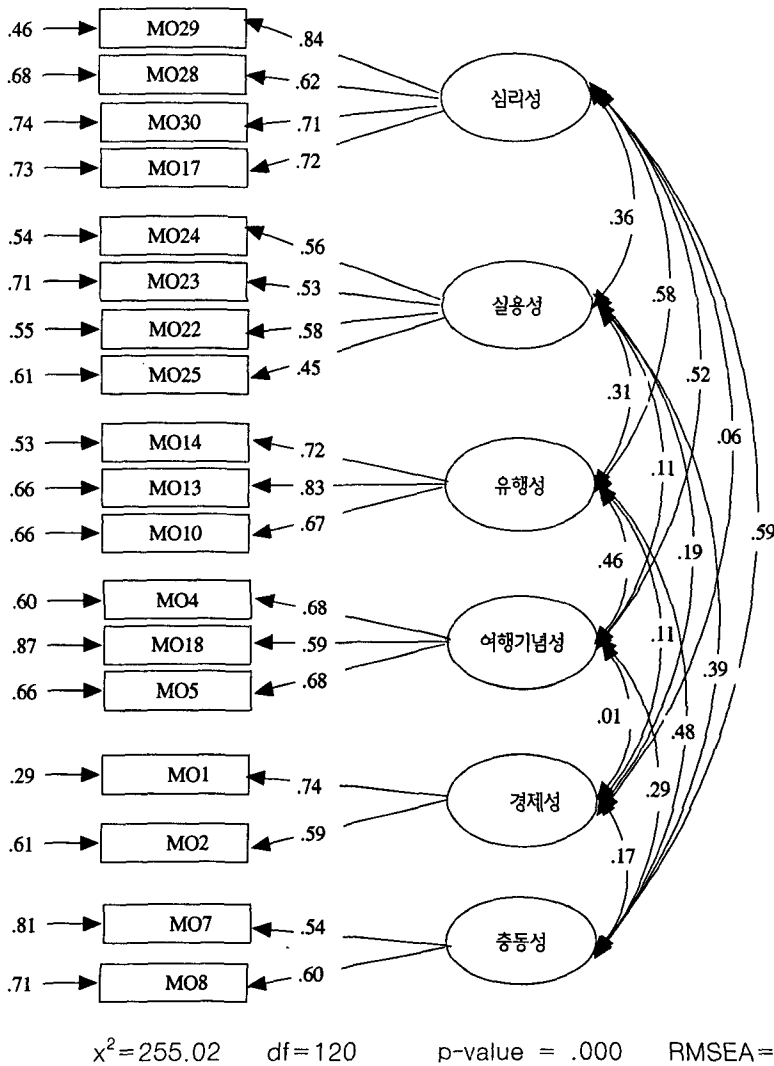 .46 MO29 .84
.68 MO28 .62
심리성
.74 MO30 .71
.73 MO17 .72
.36
.54 MO24 .56
.71 MO23 .53
.58
실용성
.55 MO22 .58
.61 MO25 .45
.52
.31
.06
.53 MO14 .72
.11
.66 MO13 .83
유행성
.66 MO10 .67
.59
.19
.46
.60 MO4 .68
.11
.87 MO18 .59
여행기념성
.39
.66 MO5 .68
.01
.48
.29 MO1 .74
.29
경제성
.61 MO2 .59
.17
.81 MO7 .54
충동성
.71 MO8 .60
x²=255.02 df=120 p-value = .000 RMSEA=